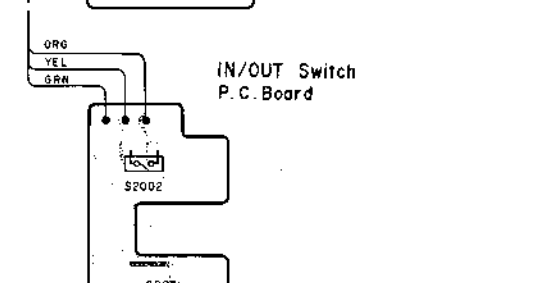 ORG
YEL
GRN
IN/OUT Switch
P.C.Board
S2002